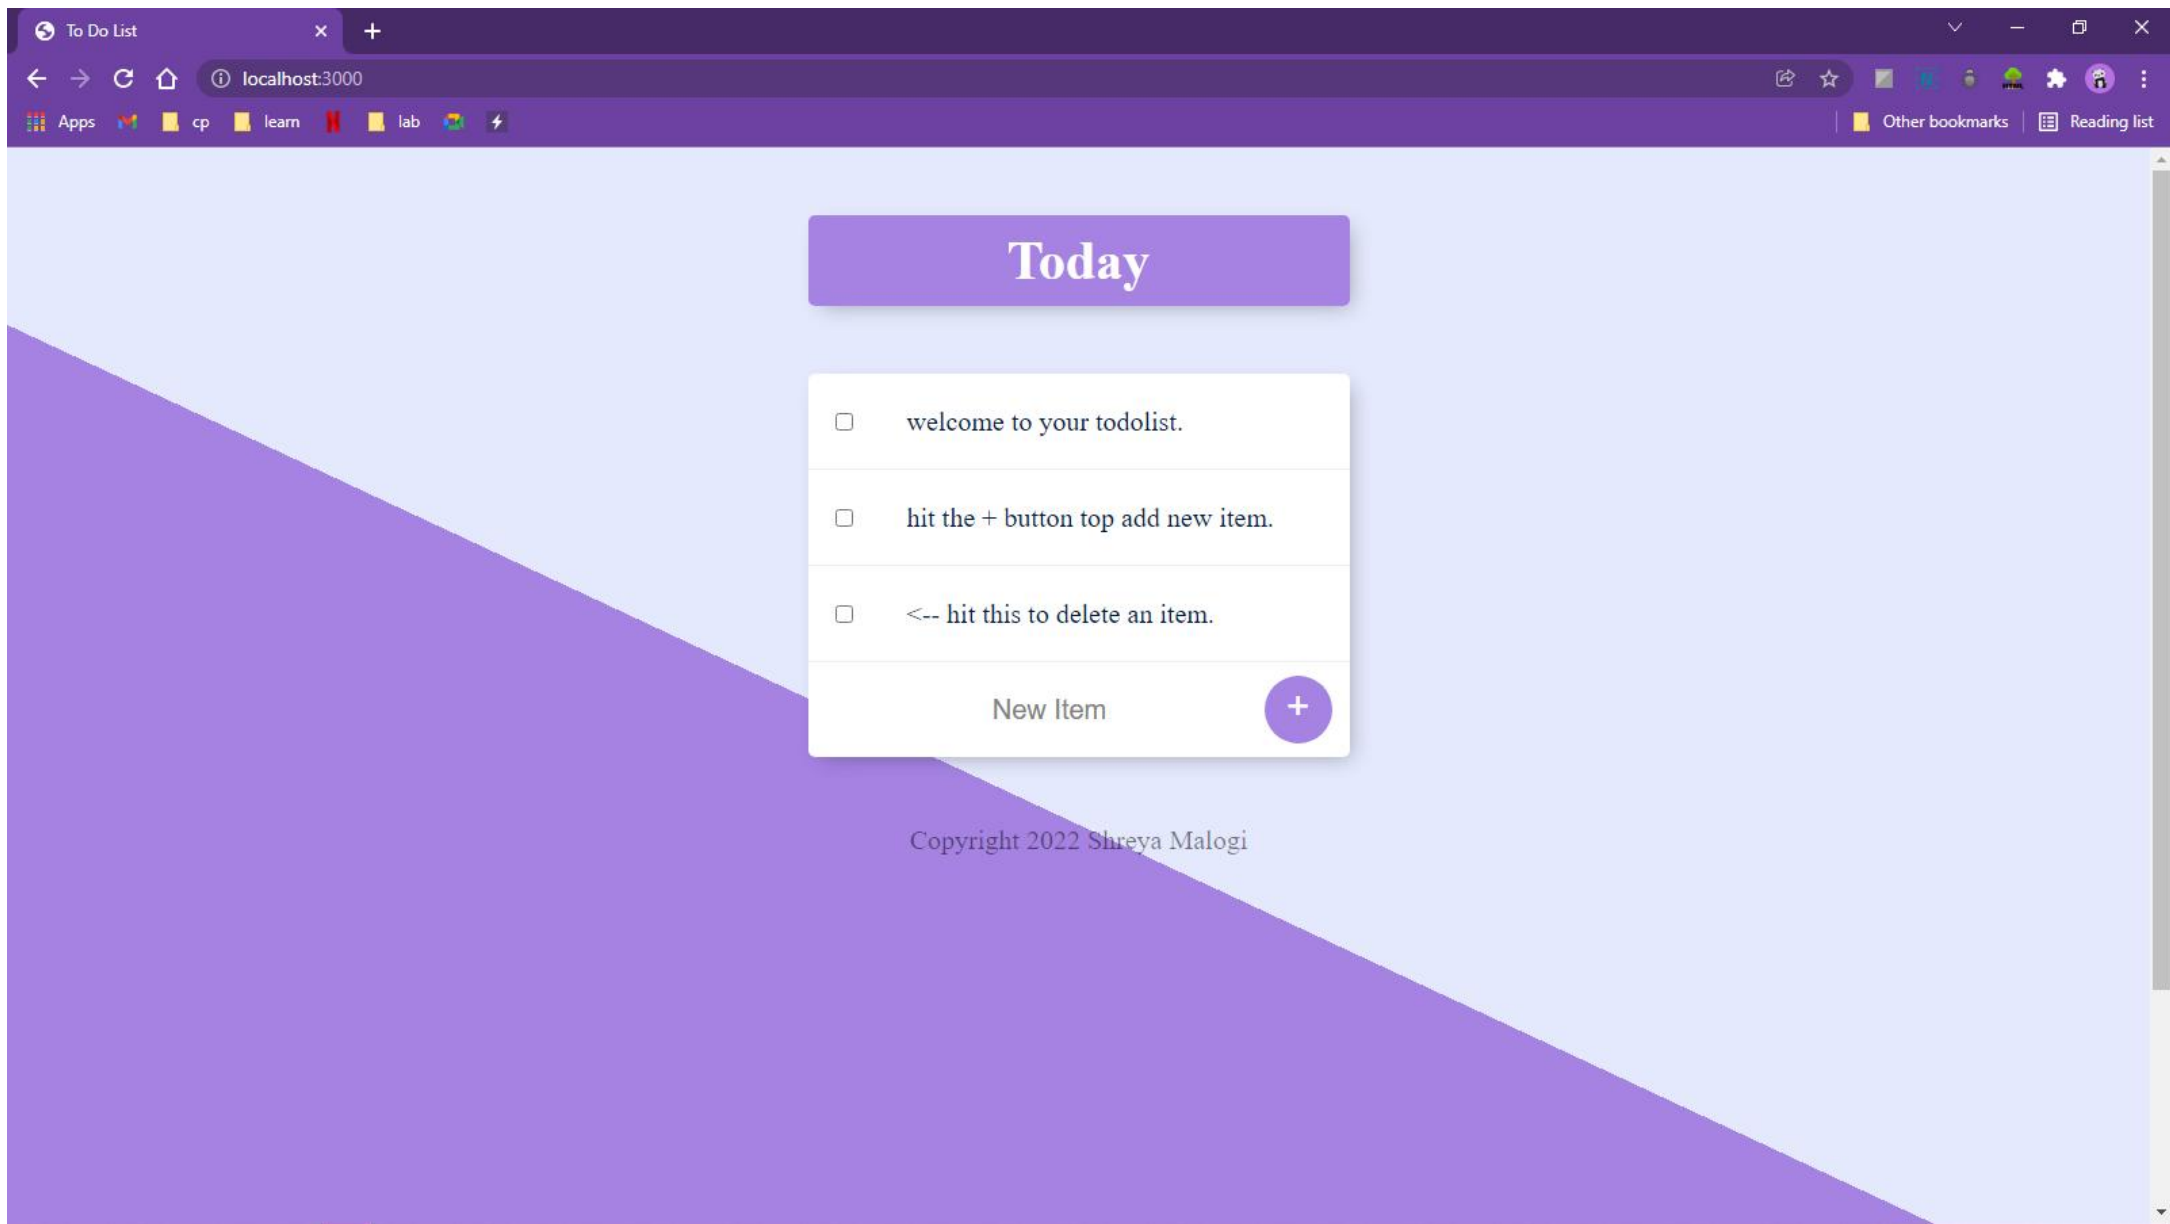 To Do List
localhost:3000
Apps cp learn lab Other bookmarks Reading list
Today
welcome to your todolist.
hit the + button top add new item.
<-- hit this to delete an item.
New Item +
Copyright 2022 Shreya Malogi